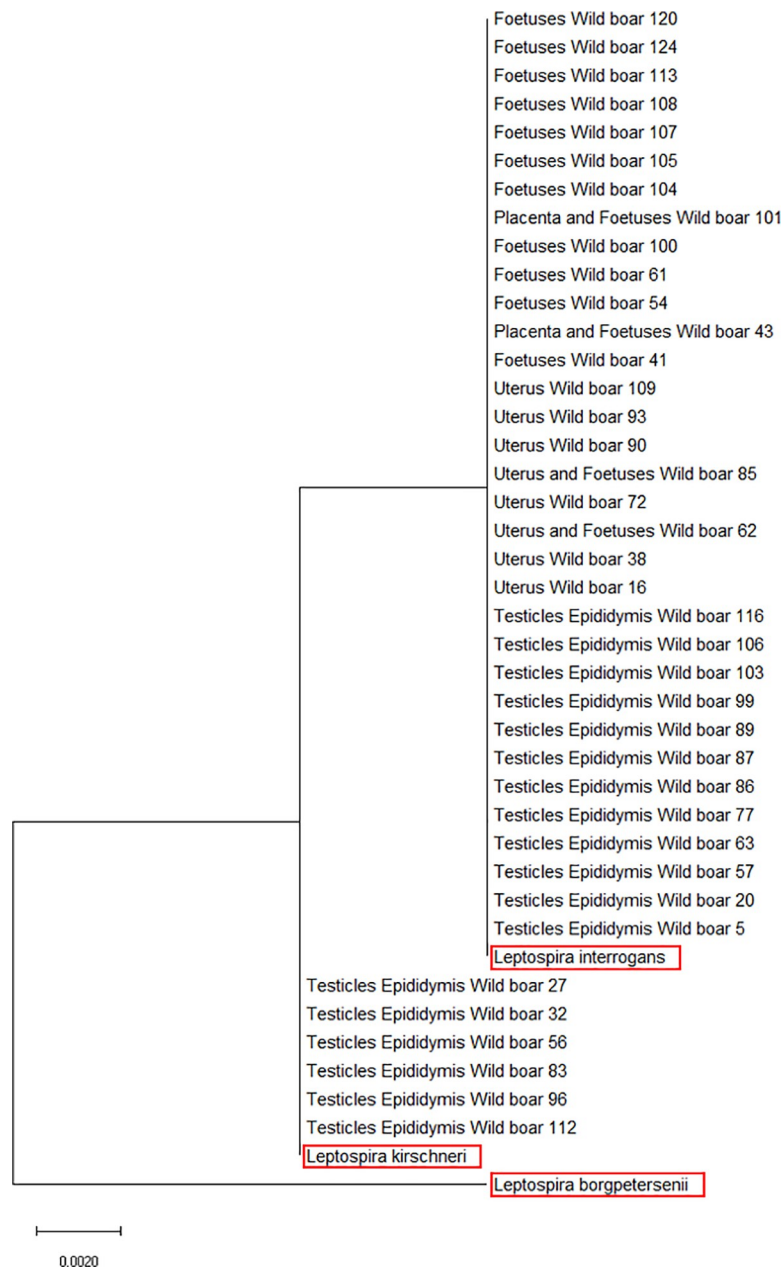 Foetuses Wild boar 120
Foetuses Wild boar 124
Foetuses Wild boar 113
Foetuses Wild boar 108
Foetuses Wild boar 107
Foetuses Wild boar 105
Foetuses Wild boar 104
Placenta and Foetuses Wild boar 101
Foetuses Wild boar 100
Foetuses Wild boar 61
Foetuses Wild boar 54
Placenta and Foetuses Wild boar 43
Foetuses Wild boar 41
Uterus Wild boar 109
Uterus Wild boar 93
Uterus Wild boar 90
Uterus and Foetuses Wild boar 85
Uterus Wild boar 72
Uterus and Foetuses Wild boar 62
Uterus Wild boar 38
Uterus Wild boar 16
Testicles Epididymis Wild boar 116
Testicles Epididymis Wild boar 106
Testicles Epididymis Wild boar 103
Testicles Epididymis Wild boar 99
Testicles Epididymis Wild boar 89
Testicles Epididymis Wild boar 87
Testicles Epididymis Wild boar 86
Testicles Epididymis Wild boar 77
Testicles Epididymis Wild boar 63
Testicles Epididymis Wild boar 57
Testicles Epididymis Wild boar 20
Testicles Epididymis Wild boar 5
Leptospira interrogans
Testicles Epididymis Wild boar 27
Testicles Epididymis Wild boar 32
Testicles Epididymis Wild boar 56
Testicles Epididymis Wild boar 83
Testicles Epididymis Wild boar 96
Testicles Epididymis Wild boar 112
Leptospira kirschneri
Leptospira borgpetersenii
0.0020